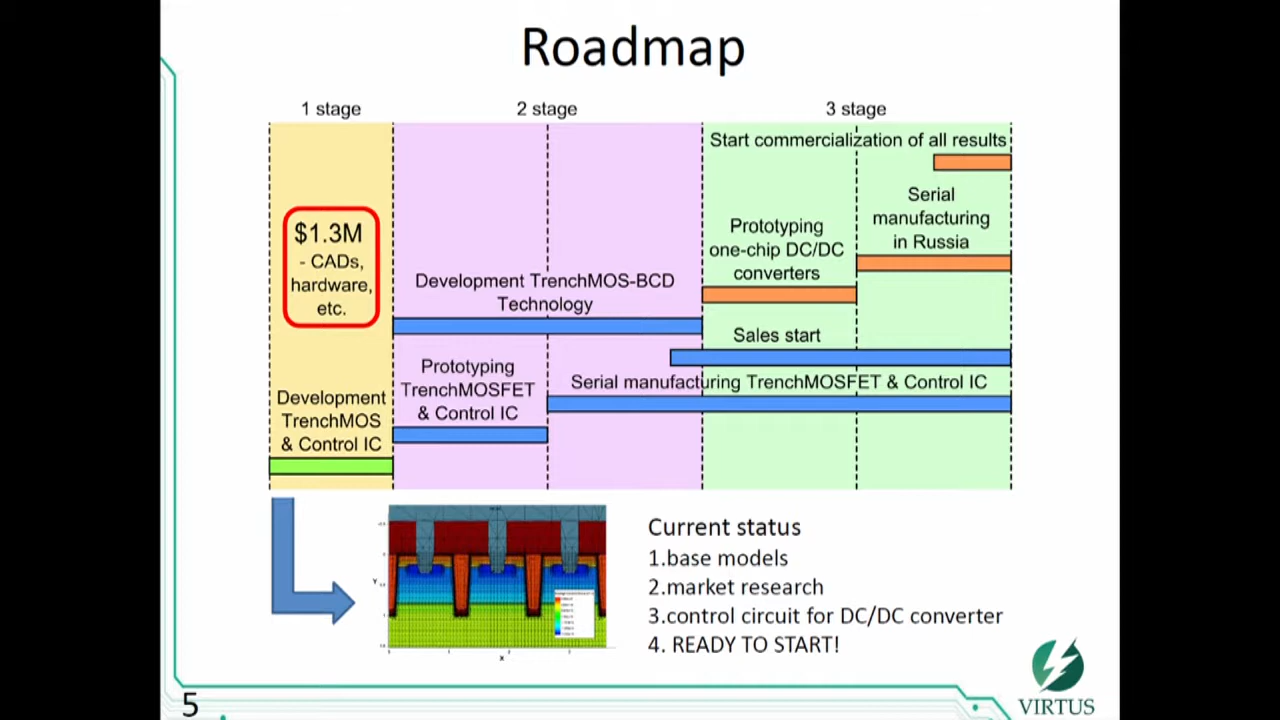 Roadmap
1 stage
2 stage
3 stage
Start commercialization of all results
Serial
manufacturing
in Russia
Prototyping
one-chip DC/DC
converters
$1.3M
- CADs,
hardware,
etc.
Development TrenchMOS-BCD
Technology
Sales start
Prototyping
TrenchMOSFET
& Control IC
Serial manufacturing TrenchMOSFET & Control IC
Development
TrenchMOS
& Control IC
Current status
1.base models
2.market research
3.control circuit for DC/DC converter
4. READY TO START!
Y
X
VIRTUS
5